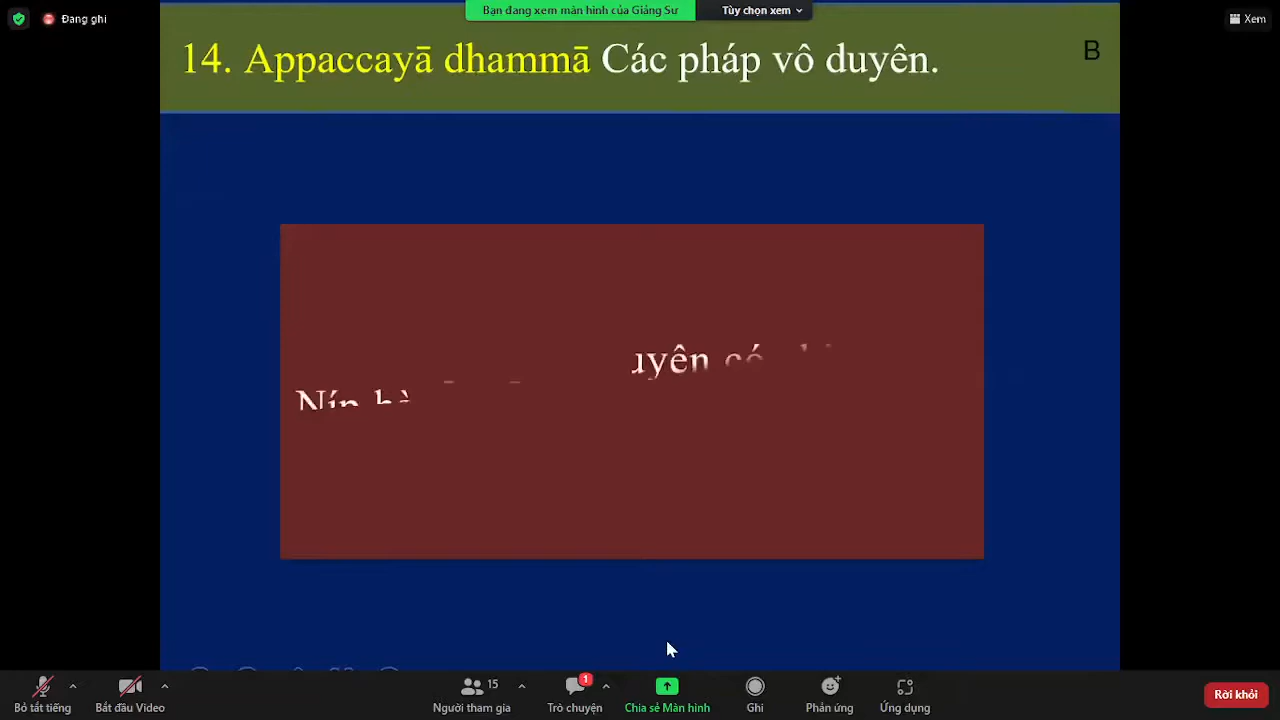 Đang ghi
Bạn đang xem màn hình của Giảng Sư
Tùy chọn xem
Xem
14. Appaccayā dhammā Các pháp vô duyên.
B
15
1
Bỏ tắt tiếng
Bắt đầu Video
Người tham gia
Trò chuyện
Chia sẻ Màn hình
Ghi
Phản ứng
Ứng dụng
Rời khỏi